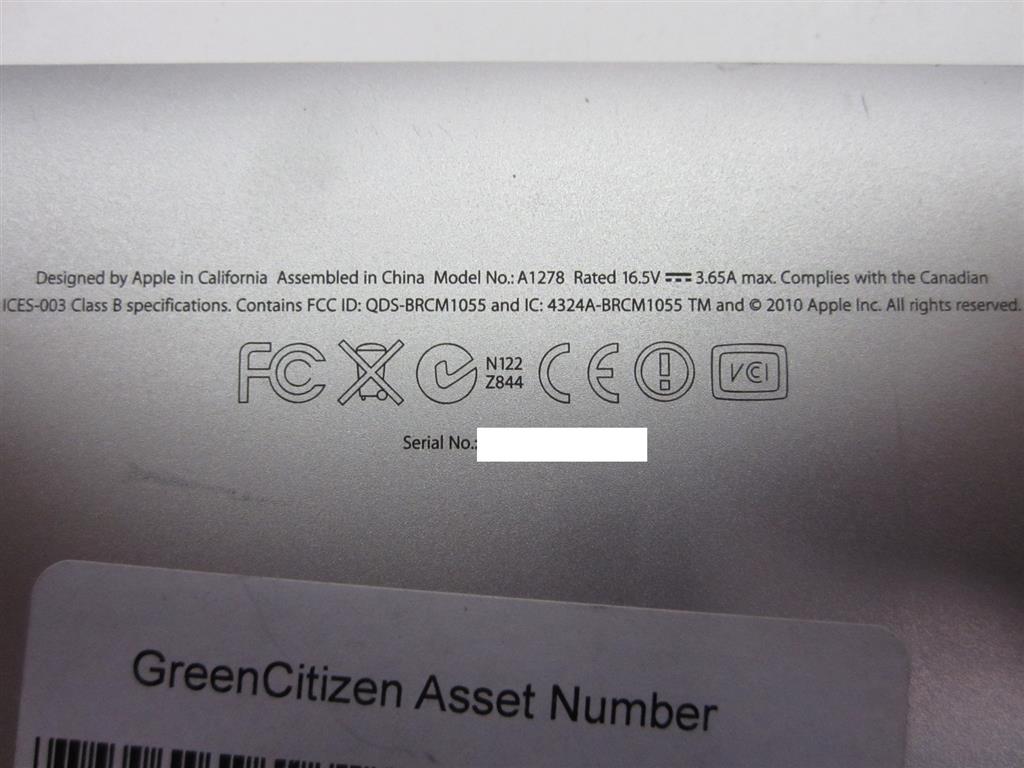 Designed by Apple in California Assembled in China Model No.: A1278 Rated 16.5V ⎓ 3.65A max. Complies with the Canadian
ICES-003 Class B specifications. Contains FCC ID: QDS-BRCM1055 and IC: 4324A-BRCM1055 TM and © 2010 Apple Inc. All rights reserved.
FC N122 CE VCI
Z844
Serial No.:
GreenCitizen Asset Number